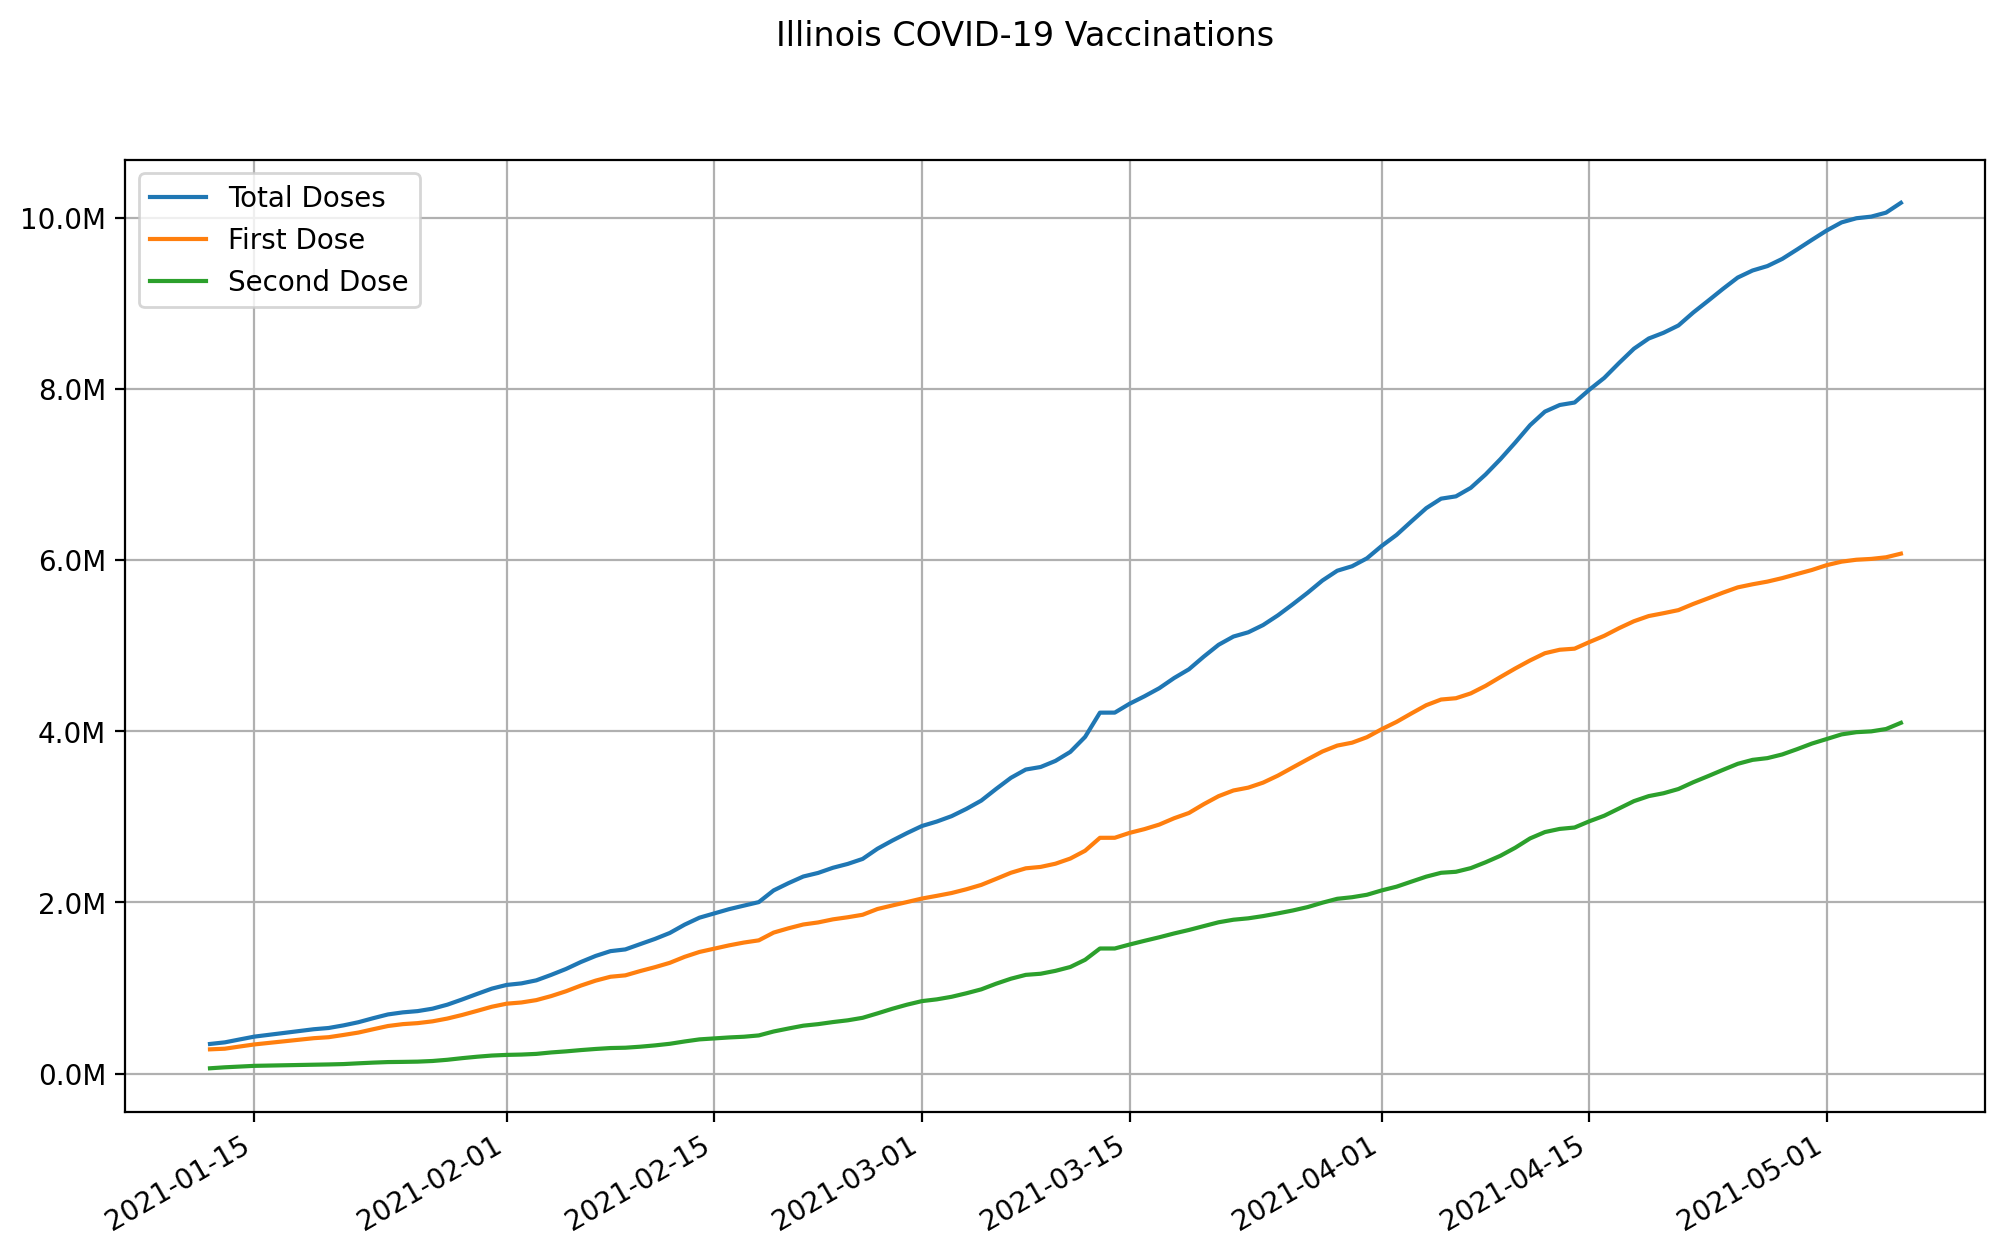 Illinois COVID-19 Vaccinations
Total Doses
First Dose
Second Dose
10.0M
8.0M
6.0M
4.0M
2.0M
0.0M
2021-01-15
2021-02-01
2021-02-15
2021-03-01
2021-03-15
2021-04-01
2021-04-15
2021-05-01